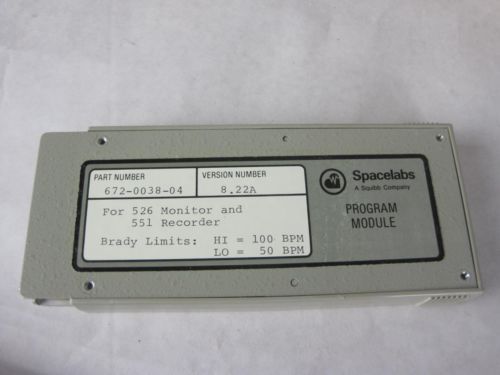 PART NUMBER VERSION NUMBER
672-0038-04 8.22A
For 526 Monitor and
551 Recorder
Brady Limits: HI = 100 BPM
LO = 50 BPM
Spacelabs
A Squibb Company
PROGRAM
MODULE